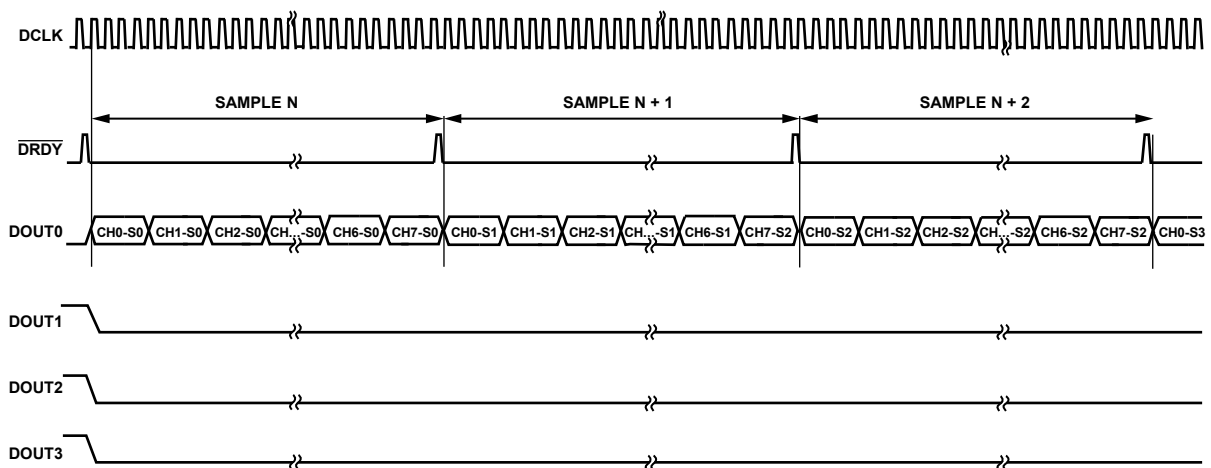 DCLK
SAMPLE N SAMPLE N + 1 SAMPLE N + 2
DRDY
DOUT0 CH0-S0 CH1-S0 CH2-S0 CH...-S0 CH6-S0 CH7-S0 CH0-S1 CH1-S1 CH2-S1 CH...-S1 CH6-S1 CH7-S2 CH0-S2 CH1-S2 CH2-S2 CH...-S2 CH6-S2 CH7-S2 CH0-S3
DOUT1
DOUT2
DOUT3